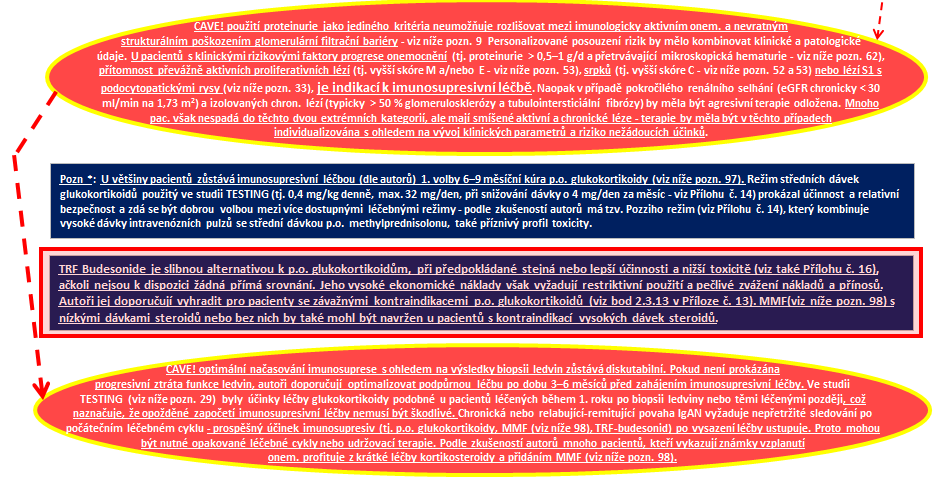 CAVE! použití proteinurie jako jediného kritéria neumožňuje rozlišovat mezi imunologicky aktivním onem. a nevratným
strukturálním poškozením glomerulární filtrační bariéry - viz níže pozn. 9 Personalizované posouzení rizik by mělo kombinovat klinické a patologické
údaje. U pacientů s klinickými rizikovými faktory progrese onemocnění (tj. proteinurie > 0,5–1 g/d a přetrvávající mikroskopická hematurie - viz níže pozn. 62),
přítomnost převážně aktivních proliferativních lézí (tj. vyšší skóre M a/nebo E - viz níže pozn. 53), srpků (tj. vyšší skóre C - viz níže pozn. 52 a 53) nebo lézí S1 s
podocytopatickými rysy (viz níže pozn. 33), je indikací k imunosupresivní léčbě. Naopak v případě pokročilého renálního selhání (eGFR chronicky < 30
ml/min na 1,73 m²) a izolovaných chron. lézí (typicky > 50 % glomerulosklerózy a tubulointersticiální fibrózy) by měla být agresivní terapie odložena. Mnoho
pac. však nespadá do těchto dvou extrémních kategorií, ale mají smíšené aktivní a chronické léze - terapie by měla být v těchto případech
individualizována s ohledem na vývoj klinických parametrů a riziko nežádoucích účinků.
Pozn *: U většiny pacientů zůstává imunosupresivní léčbou (dle autorů) 1. volby 6–9 měsíční kúra p.o. glukokortikoidy (viz níže pozn. 97). Režim středních dávek
glukokortikoidů použitý ve studii TESTING (tj. 0,4 mg/kg denně, max. 32 mg/den, při snižování dávky o 4 mg/den za měsíc - viz Přílohu č. 14) prokázal účinnost a relativní
bezpečnost a zdá se být dobrou volbou mezi více dostupnými léčebnými režimy - podle zkušeností autorů má tzv. Pozziho režim (viz Přílohu č. 14), který kombinuje
vysoké dávky intravenózních pulzů se střední dávkou p.o. methylprednisolonu, také příznivý profil toxicity.
TRF Budesonide je slibnou alternativou k p.o. glukokortikoidům, při předpokládané stejná nebo lepší účinnosti a nižší toxicitě (viz také Přílohu č. 16),
ačkoli nejsou k dispozici žádná přímá srovnání. Jeho vysoké ekonomické náklady však vyžadují restriktivní použití a pečlivé zvážení nákladů a přínosů.
Autoři jej doporučují vyhradit pro pacienty se závažnými kontraindikacemi p.o. glukokortikoidů (viz bod 2.3.13 v Příloze č. 13). MMF(viz níže pozn. 98) s
nízkými dávkami steroidů nebo bez nich by také mohl být navržen u pacientů s kontraindikací vysokých dávek steroidů.
CAVE! optimální načasování imunosuprese s ohledem na výsledky biopsii ledvin zůstává diskutabilní. Pokud není prokázána
progresivní ztráta funkce ledvin, autoři doporučují optimalizovat podpůrnou léčbu po dobu 3–6 měsíců před zahájením imunosupresivní léčby. Ve studii
TESTING (viz níže pozn. 29) byly účinky léčby glukokortikoidy podobné u pacientů léčených během 1. roku po biopsii ledviny nebo těmi léčenými později, což
naznačuje, že opožděné započetí imunosupresivní léčby nemusí být škodlivé. Chronická nebo relabující-remitující povaha IgAN vyžaduje nepřetržité sledování po
počátečním léčebném cyklu - prospěšný účinek imunosupresiv (tj. p.o. glukokortikoidy, MMF (viz níže 98), TRF-budesonid) po vysazení léčby ustupuje. Proto mohou
být nutné opakované léčebné cykly nebo udržovací terapie. Podle zkušeností autorů mnoho pacientů, kteří vykazují známky vzplanutí
onem. profituje z krátké léčby kortikosteroidy a přidáním MMF (viz níže pozn. 98).